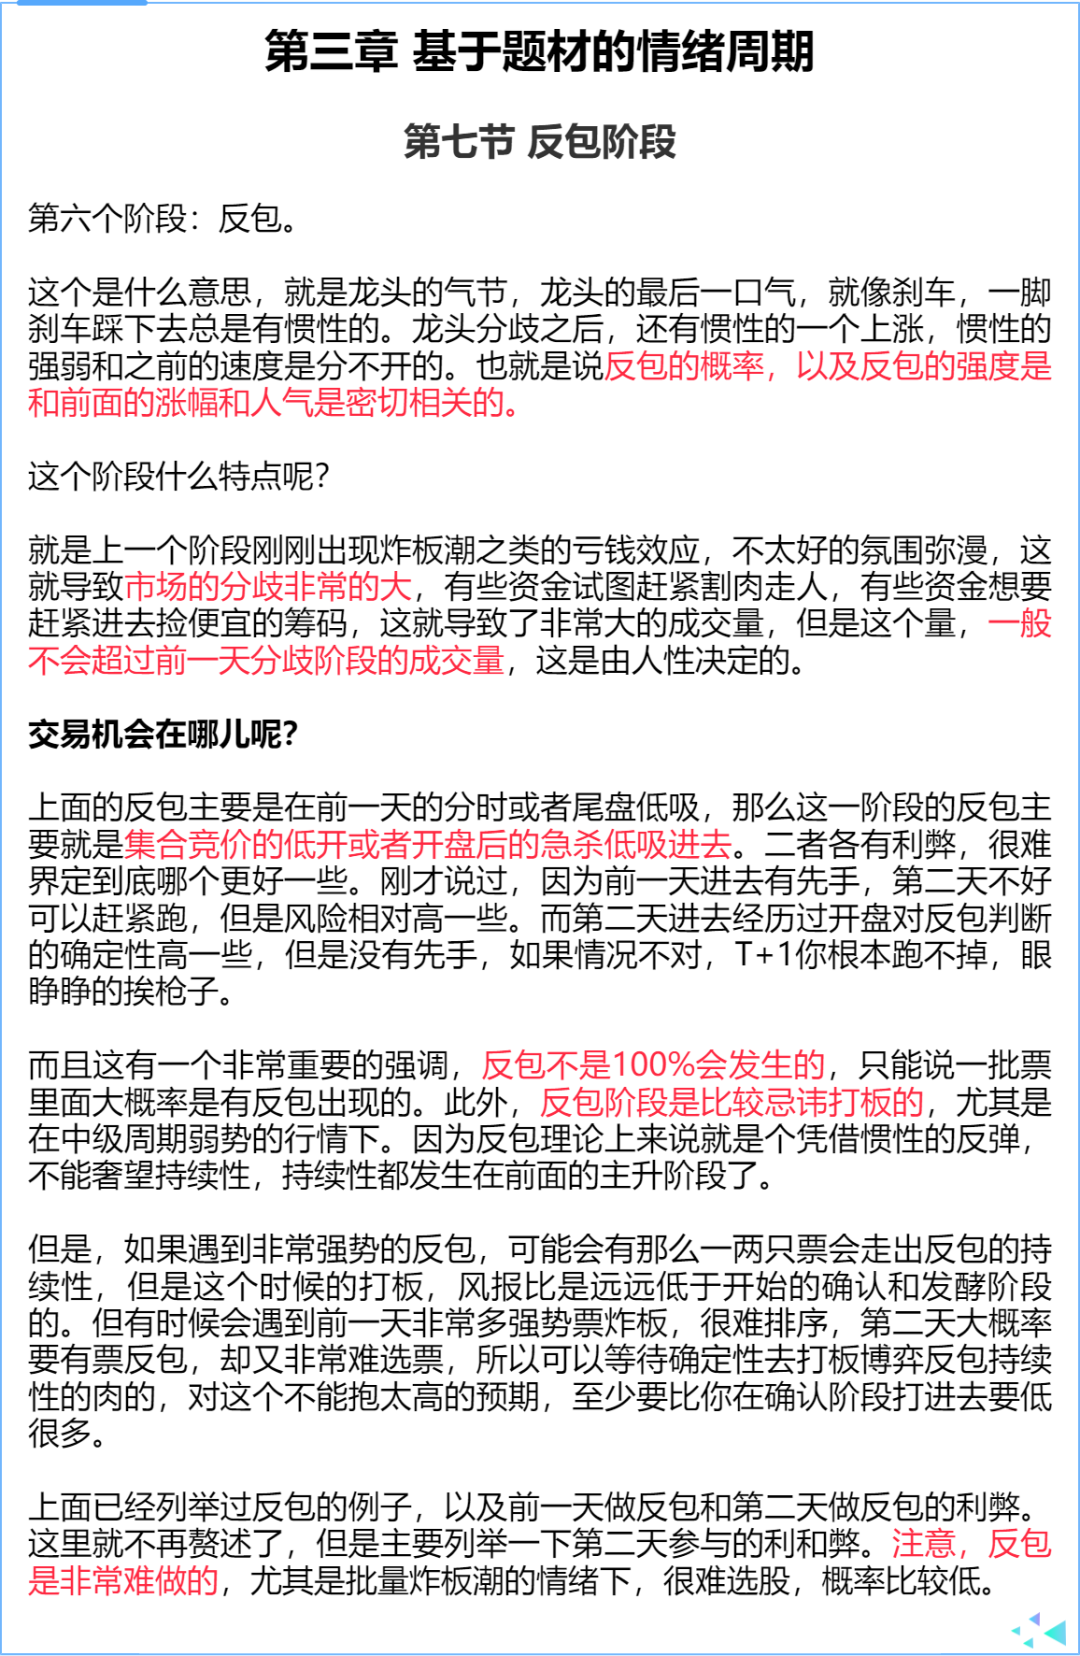 第三章 基于题材的情绪周期
第七节 反包阶段
第六个阶段：反包。
这个是什么意思，就是龙头的气节，龙头的最后一口气，就像刹车，一脚
刹车踩下去总是有惯性的。龙头分歧之后，还有惯性的一个上涨，惯性的
强弱和之前的速度是分不开的。也就是说反包的概率，以及反包的强度是
和前面的涨幅和人气是密切相关的。
这个阶段什么特点呢？
就是上一个阶段刚刚出现炸板潮之类的亏钱效应，不太好的氛围弥漫，这
就导致市场的分歧非常的大，有些资金试图赶紧割肉走人，有些资金想要
赶紧进去捡便宜的筹码，这就导致了非常大的成交量，但是这个量，一般
不会超过前一天分歧阶段的成交量，这是由人性决定的。
交易机会在哪儿呢？
上面的反包主要是在前一天的分时或者尾盘低吸，那么这一阶段的反包主
要就是集合竞价的低开或者开盘后的急杀低吸进去。二者各有利弊，很难
界定到底哪个更好一些。刚才说过，因为前一天进去有先手，第二天不好
可以赶紧跑，但是风险相对高一些。而第二天进去经历过开盘对反包判断
的确定性高一些，但是没有先手，如果情况不对，T+1你根本跑不掉，眼
睁睁的挨枪子。
而且这有一个非常重要的强调，反包不是100%会发生的，只能说一批票
里面大概率是有反包出现的。此外，反包阶段是比较忌讳打板的，尤其是
在中级周期弱势的行情下。因为反包理论上来说就是个凭借惯性的反弹，
不能奢望持续性，持续性都发生在前面的主升阶段了。
但是，如果遇到非常强势的反包，可能会有那么一两只票会走出反包的持
续性，但是这个时候的打板，风报比是远远低于开始的确认和发酵阶段
的。但有时候会遇到前一天非常多强势票炸板，很难排序，第二天大概率
要有票反包，却又非常难选票，所以可以等待确定性去打板博弈反包持续
性的肉的，对这个不能抱太高的预期，至少要比你在确认阶段打进去要低
很多。
上面已经列举过反包的例子，以及前一天做反包和第二天做反包的利弊。
这里就不再赘述了，但是主要列举一下第二天参与的利和弊。注意，反包
是非常难做的，尤其是批量炸板潮的情绪下，很难选股，概率比较低。